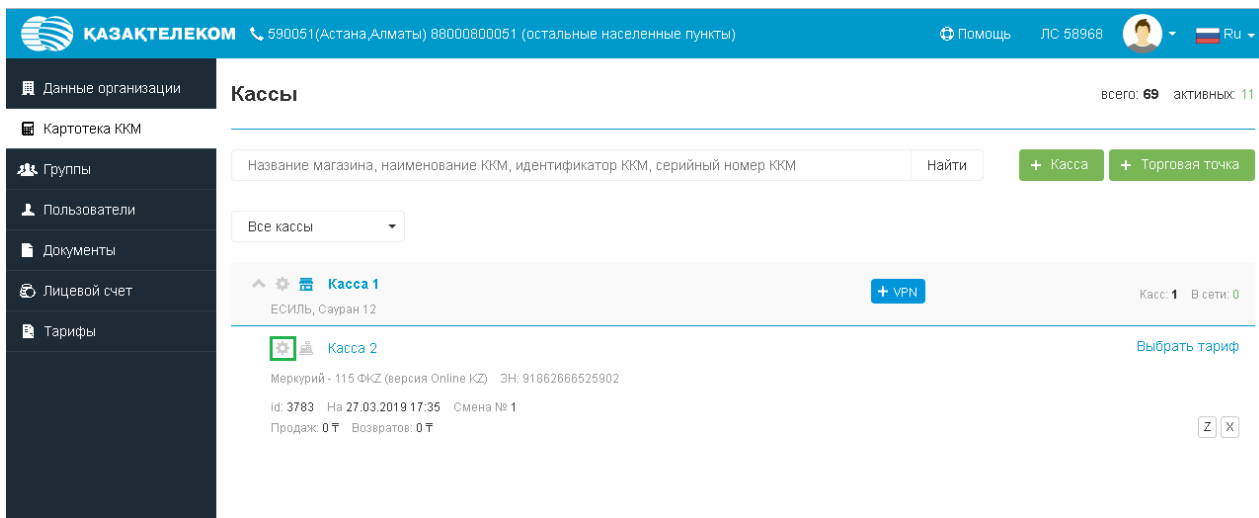 ҚАЗАҚТЕЛЕКОМ 590051(Астана,Алматы) 88000800051 (остальные населенные пункты) Помощь ЛС 58968 Ru
Данные организации
Картотека ККМ
Группы
Пользователи
Документы
Лицевой счет
Тарифы
Кассы всего: 69 активных: 11
Название магазина, наименование ККМ, идентификатор ККМ, серийный номер ККМ Найти + Касса + Торговая точка
Все кассы
Касса 1 + VPN Касс: 1 В сети: 0
ЕСИЛЬ, Сауран 12
Касса 2 Выбрать тариф
Меркурий - 115 ФKZ (версия Online KZ) ЗН: 91862666525902
id: 3783 На 27.03.2019 17:35 Смена № 1
Продаж: 0 ₸ Возвратов: 0 ₸ Z X